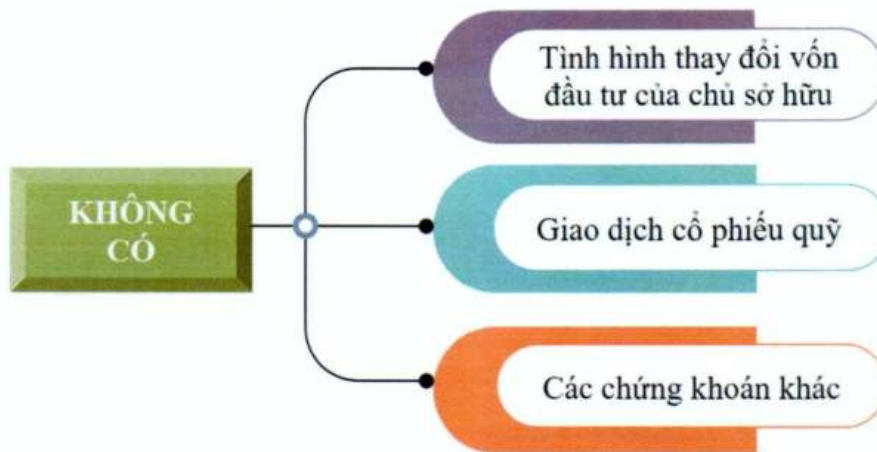 KHÔNG
CÓ
Tình hình thay đổi vốn
đầu tư của chủ sở hữu
Giao dịch cổ phiếu quỹ
Các chứng khoán khác